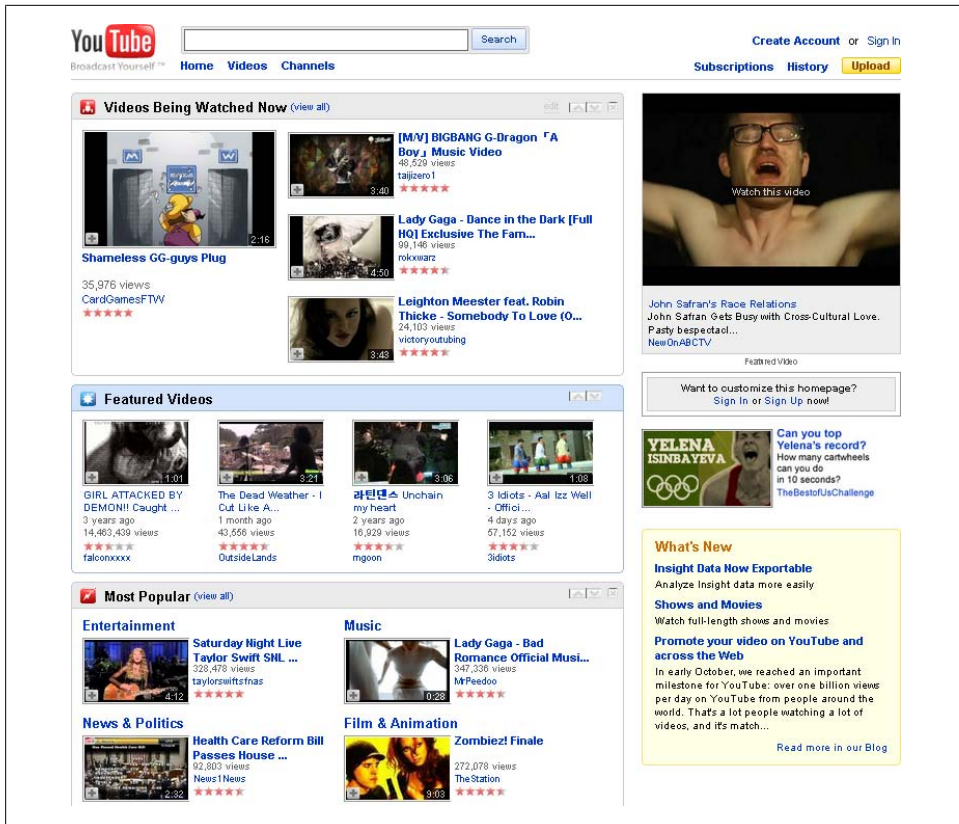 YouTube
Broadcast Yourself ™
Search
Create Account or Sign In
Home Videos Channels
Subscriptions History Upload
Videos Being Watched Now (view all)
edit
2:16
Shameless GG-guys Plug
35,976 views
CardGamesFTW
3:40
[M/V] BIGBANG G-Dragon「A
Boy」Music Video
48,529 views
taijizero1
4:50
Lady Gaga - Dance in the Dark [Full
HQ] Exclusive The Fam...
99,146 views
rokxwarz
3:43
Leighton Meester feat. Robin
Thicke - Somebody To Love (O...
24,103 views
victoryoutubing
Watch this video
John Safran's Race Relations
John Safran Gets Busy with Cross-Cultural Love.
Pasty bespectacl...
NewOnABCTV
Featured Video
Want to customize this homepage?
Sign In or Sign Up now!
YELENA
ISINBAYEVA
Can you top
Yelena's record?
How many cartwheels
can you do
in 10 seconds?
TheBestofUsChallenge
Featured Videos
1:01
GIRL ATTACKED BY
DEMON!! Caught ...
3 years ago
14,463,439 views
falconxxxx
3:21
The Dead Weather - I
Cut Like A...
1 month ago
43,556 views
OutsideLands
3:06
라틴댄스 Unchain
my heart
2 years ago
16,929 views
mgoon
1:08
3 Idiots - Aal Izz Well
- Offici...
4 days ago
57,152 views
3idiots
What's New
Insight Data Now Exportable
Analyze Insight data more easily
Shows and Movies
Watch full-length shows and movies
Promote your video on YouTube and
across the Web
In early October, we reached an important
milestone for YouTube: over one billion views
per day on YouTube from people around the
world. That's a lot people watching a lot of
videos, and it's match...
Read more in our Blog
Most Popular (view all)
Entertainment
4:12
Saturday Night Live
Taylor Swift SNL ...
328,478 views
taylorswiftsfnas
Music
0:28
Lady Gaga - Bad
Romance Official Musi...
347,336 views
MrPeedoo
News & Politics
2:32
Health Care Reform Bill
Passes House ...
92,803 views
News1News
Film & Animation
9:03
Zombiez! Finale
272,078 views
TheStation